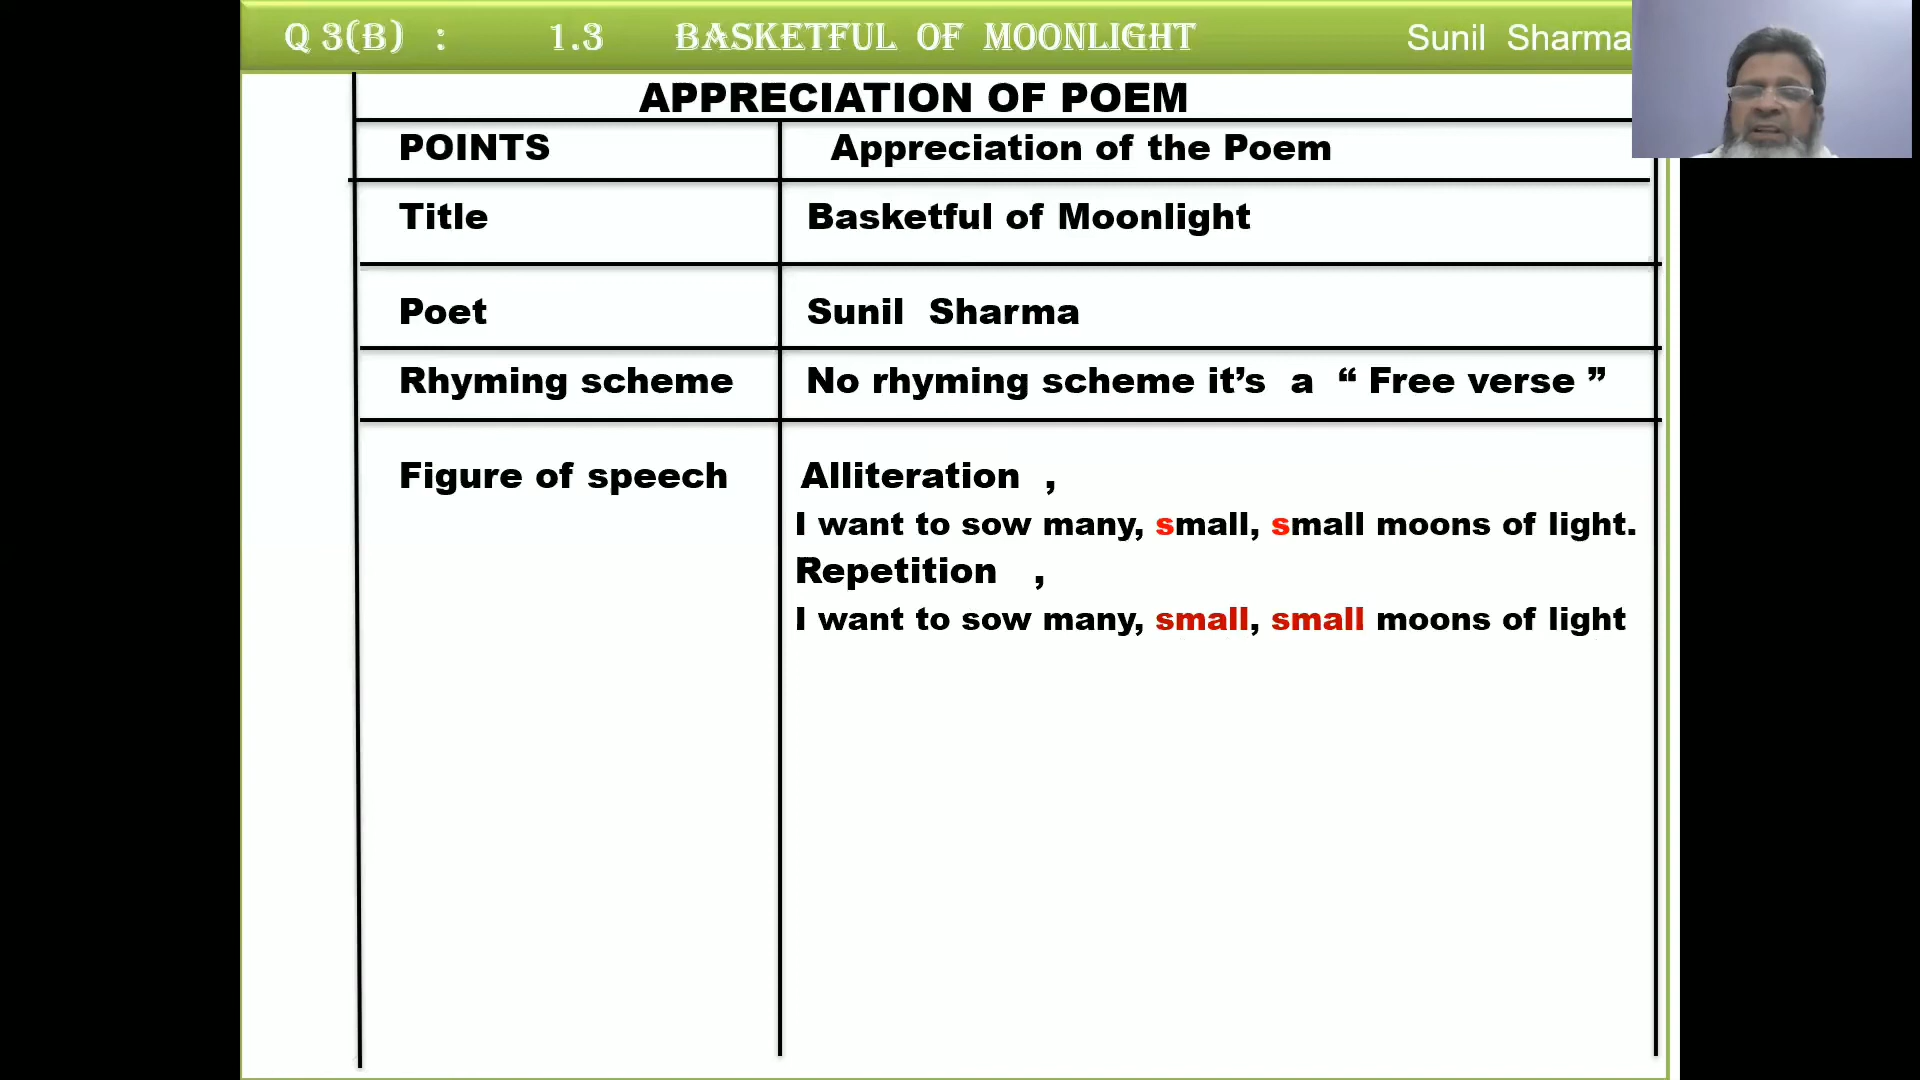 Q 3(B) : 1.3 BASKETFUL OF MOONLIGHT Sunil Sharma
APPRECIATION OF POEM
POINTS Appreciation of the Poem
Title Basketful of Moonlight
Poet Sunil Sharma
Rhyming scheme No rhyming scheme it’s a “ Free verse ”
Figure of speech Alliteration ,
I want to sow many, small, small moons of light.
Repetition ,
I want to sow many, small, small moons of light